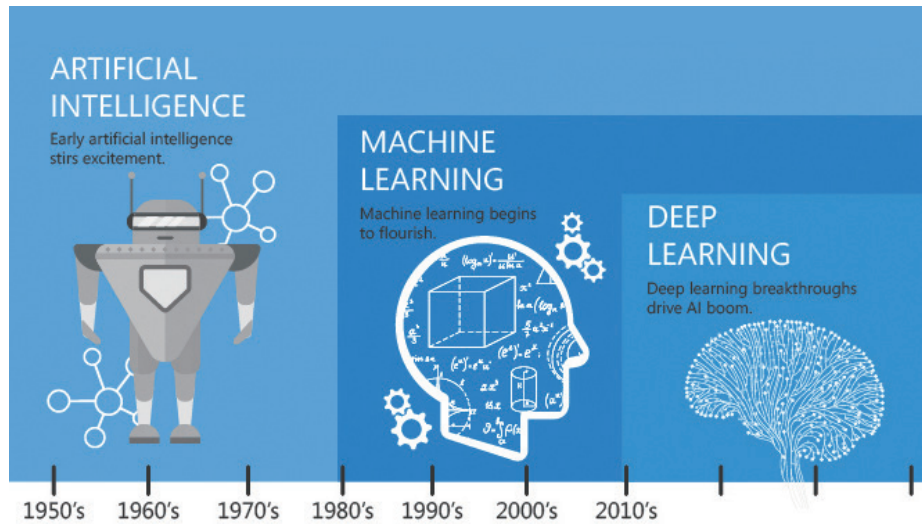 ARTIFICIAL
INTELLIGENCE
Early artificial intelligence
stirs excitement.
MACHINE
LEARNING
Machine learning begins
to flourish.
DEEP
LEARNING
Deep learning breakthroughs
drive AI boom.
1950's 1960's 1970's 1980's 1990's 2000's 2010's